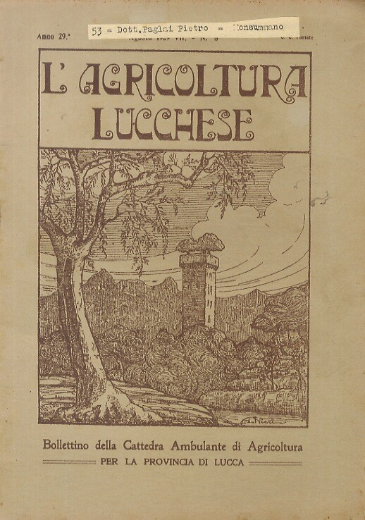 Anno 29.°
53 = Dott.Paglai Pietro = Monsummano
L'AGRICOLTURA
LUCCHESE
Bollettino della Cattedra Ambulante di Agricoltura
PER LA PROVINCIA DI LUCCA